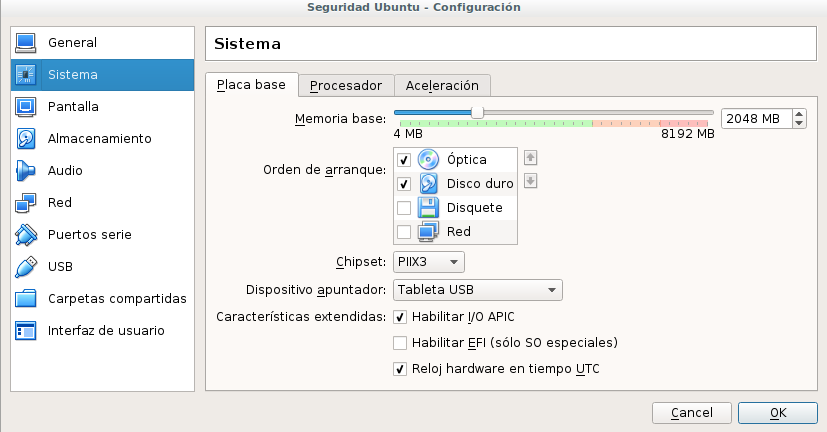 Seguridad Ubuntu - Configuración
General
Sistema
Pantalla
Almacenamiento
Audio
Red
Puertos serie
USB
Carpetas compartidas
Interfaz de usuario
Sistema
Placa base Procesador Aceleración
Memoria base: 2048 MB
4 MB 8192 MB
Orden de arranque:
Óptica
Disco duro
Disquete
Red
Chipset: PIIX3
Dispositivo apuntador: Tableta USB
Características extendidas: Habilitar I/O APIC
Habilitar EFI (sólo SO especiales)
Reloj hardware en tiempo UTC
Cancel OK